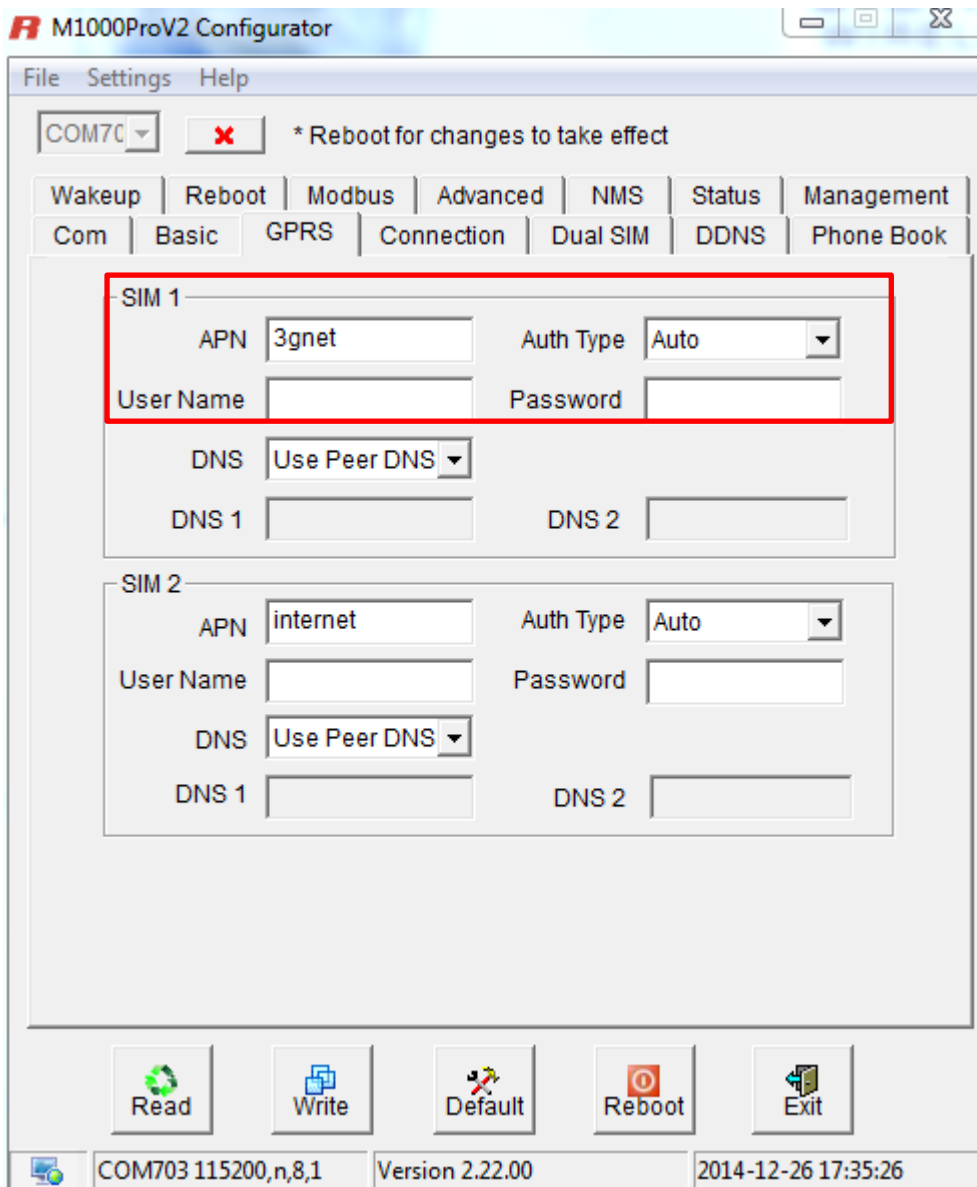 M1000ProV2 Configurator
File Settings Help
COM70 * Reboot for changes to take effect
Wakeup Reboot Modbus Advanced NMS Status Management
Com Basic GPRS Connection Dual SIM DDNS Phone Book
SIM 1
APN 3gnet Auth Type Auto
User Name Password
DNS Use Peer DNS
DNS 1 DNS 2
SIM 2
APN internet Auth Type Auto
User Name Password
DNS Use Peer DNS
DNS 1 DNS 2
Read Write Default Reboot Exit
COM703 115200,n,8,1 Version 2.22.00 2014-12-26 17:35:26